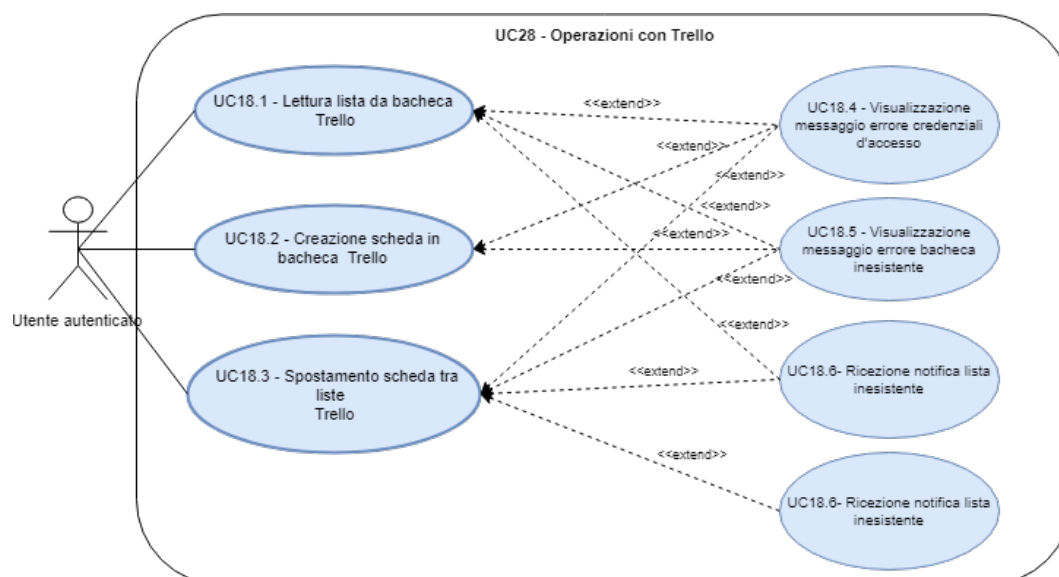 UC28 - Operazioni con Trello
UC18.1 - Lettura lista da bacheca
Trello
<<extend>>
UC18.4 - Visualizzazione
messaggio errore credenziali
d'accesso
<<extend>>
<<extend>>
<<extend>>
UC18.2 - Creazione scheda in
bacheca Trello
<<extend>>
UC18.5 - Visualizzazione
messaggio errore bacheca
inesistente
<<extend>>
Utente autenticato
<<extend>>
UC18.3 - Spostamento scheda tra
liste
Trello
<<extend>>
UC18.6- Ricezione notifica lista
inesistente
<<extend>>
UC18.6- Ricezione notifica lista
inesistente